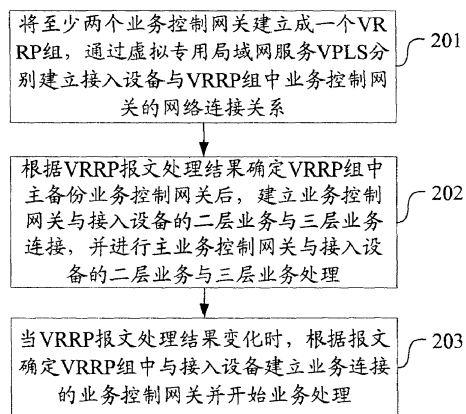 将至少两个业务控制网关建立成一个VR
RP组，通过虚拟专用局域网服务VPLS分
别建立接入设备与VRRP组中业务控制网
关的网络连接关系
201
根据VRRP报文处理结果确定VRRP组中
主备份业务控制网关后，建立业务控制
网关与接入设备的二层业务与三层业务
连接，并进行主业务控制网关与接入设
备的二层业务与三层业务处理
202
当VRRP报文处理结果变化时，根据报文
确定VRRP组中与接入设备建立业务连接
的业务控制网关并开始业务处理
203